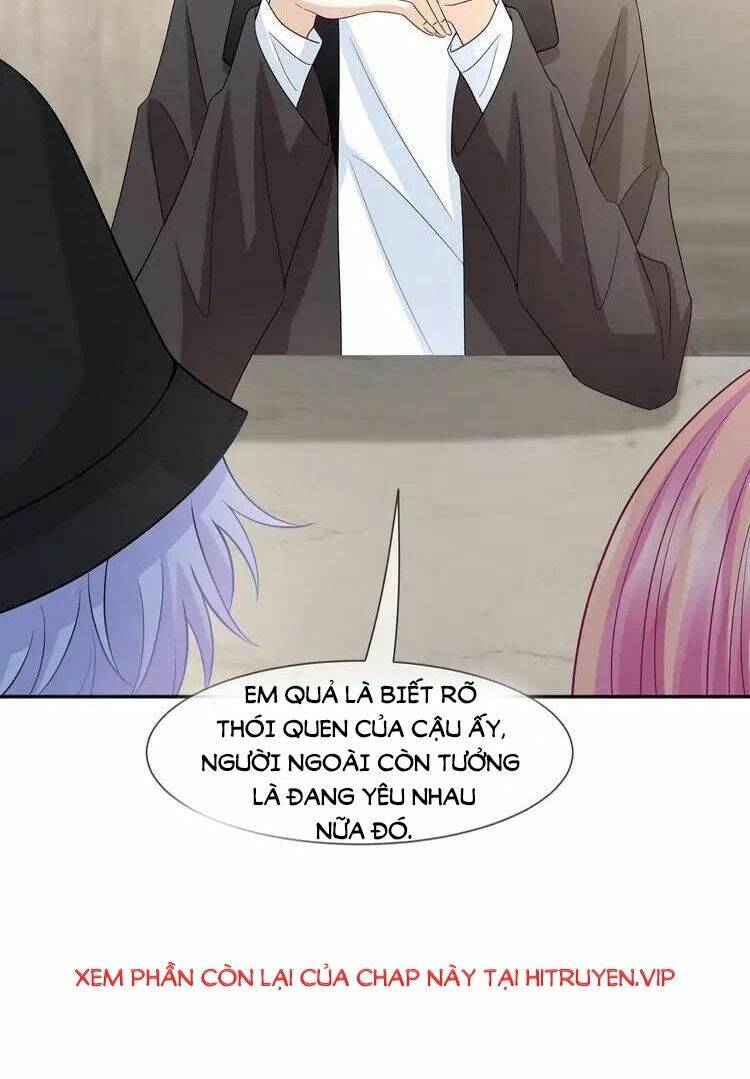 EM QUẢ LÀ BIẾT RÕ
THÓI QUEN CỦA CẬU ẤY,
NGƯỜI NGOÀI CÒN TƯỞNG
LÀ ĐANG YÊU NHAU
NỮA ĐÓ.
XEM PHẦN CÒN LẠI CỦA CHAP NÀY TẠI HITRUYEN.VIP